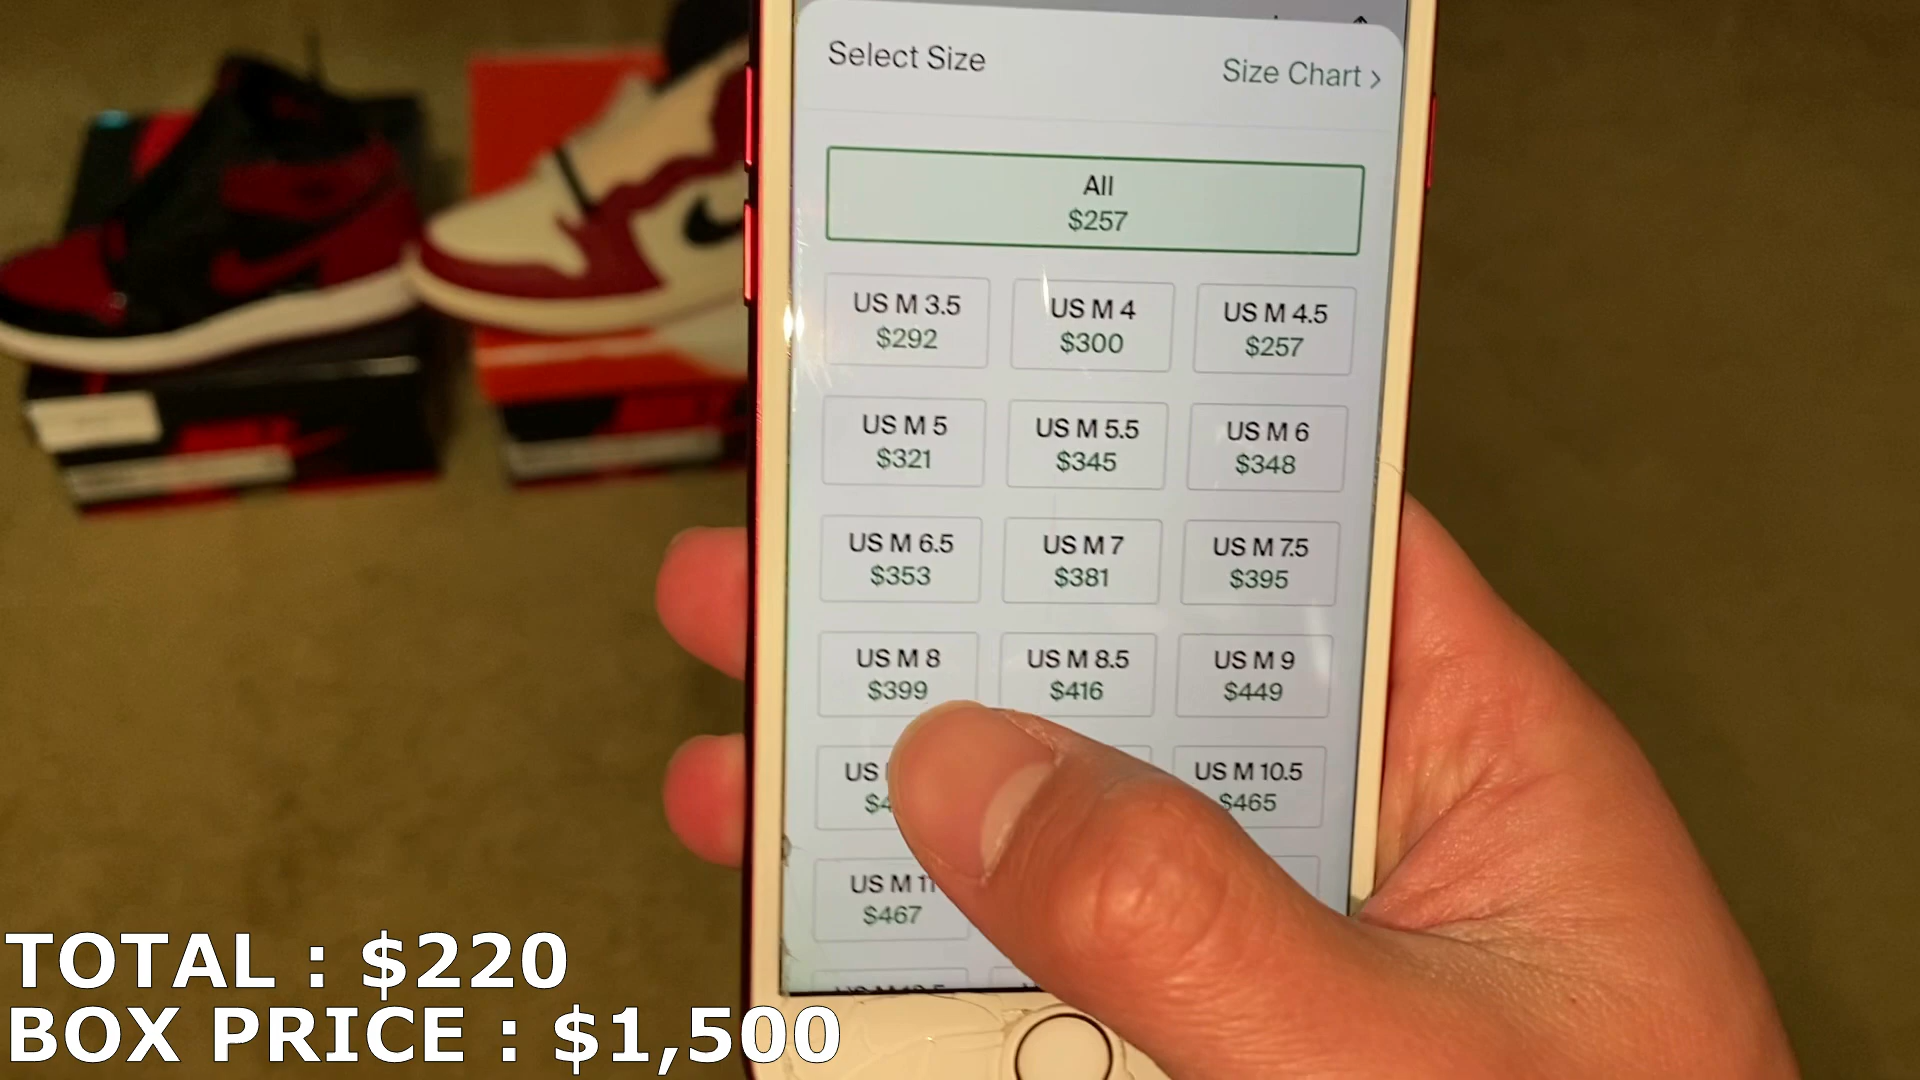 Select Size
Size Chart >
All
$257
US M 3.5
$292
US M 4
$300
US M 4.5
$257
US M 5
$321
US M 5.5
$345
US M 6
$348
US M 6.5
$353
US M 7
$381
US M 7.5
$395
US M 8
$399
US M 8.5
$416
US M 9
$449
US
US M 10.5
$465
US M 11
$467
TOTAL : $220
BOX PRICE : $1,500